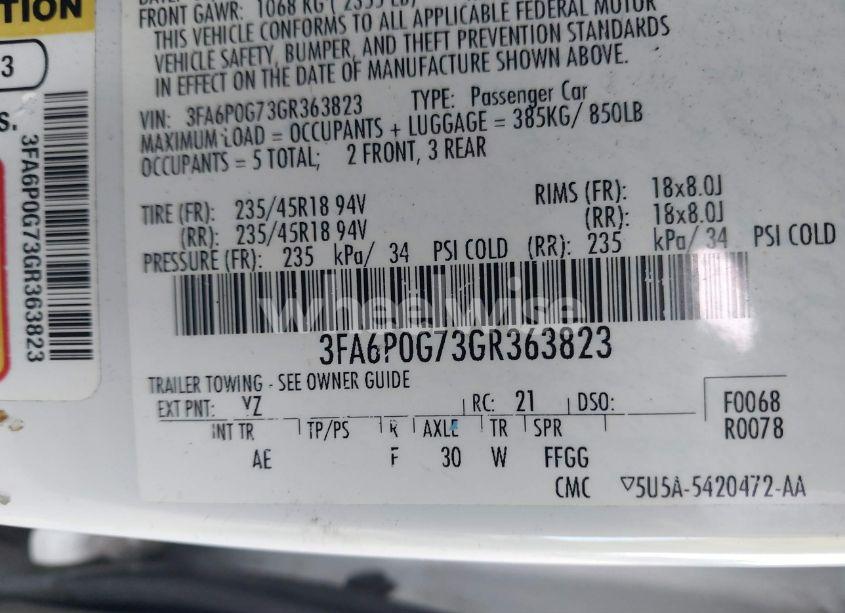 TION
3
S.
3FA6P0G73GR363823
FRONT GAWR: 1068 KG ( 2355 LB)
THIS VEHICLE CONFORMS TO ALL APPLICABLE FEDERAL MOTOR
VEHICLE SAFETY, BUMPER, AND THEFT PREVENTION STANDARDS
IN EFFECT ON THE DATE OF MANUFACTURE SHOWN ABOVE.
VIN: 3FA6P0G73GR363823 TYPE: Passenger Car
MAXIMUM LOAD = OCCUPANTS + LUGGAGE = 385KG/ 850LB
OCCUPANTS = 5 TOTAL; 2 FRONT, 3 REAR
TIRE (FR): 235/45R18 94V RIMS (FR): 18x8.0J
(RR): 235/45R18 94V (RR): 18x8.0J
PRESSURE (FR): 235 kPa/ 34 PSI COLD (RR): 235 kPa/ 34 PSI COLD
wheelwise
3FA6P0G73GR363823
TRAILER TOWING - SEE OWNER GUIDE
EXT PNT: YZ RC: 21 DSO: F0068
INT TR TP/PS R AXLE TR SPR R0078
AE F 30 W FFGG
CMC 5U5A-5420472-AA